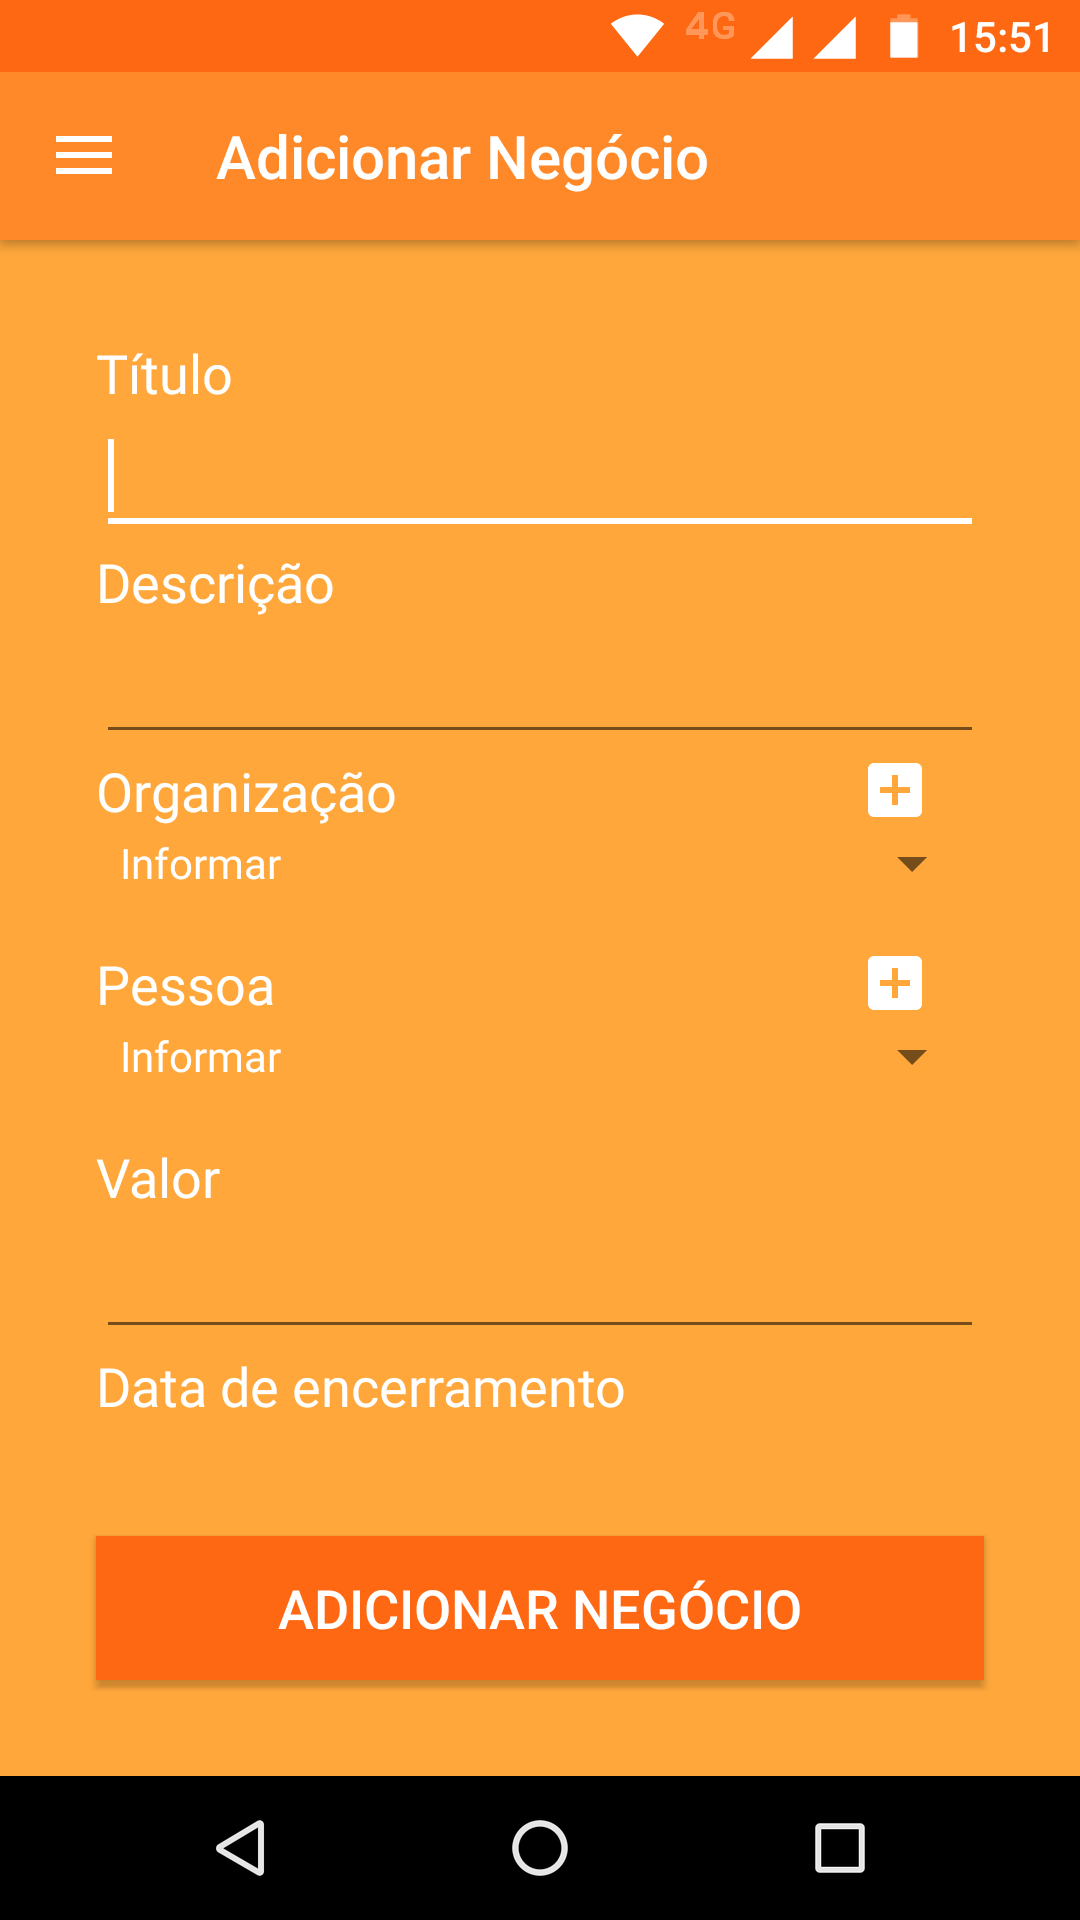 4G 15:51
Adicionar Negócio
Título
Descrição
Organização
Informar
Pessoa
Informar
Valor
Data de encerramento
ADICIONAR NEGÓCIO